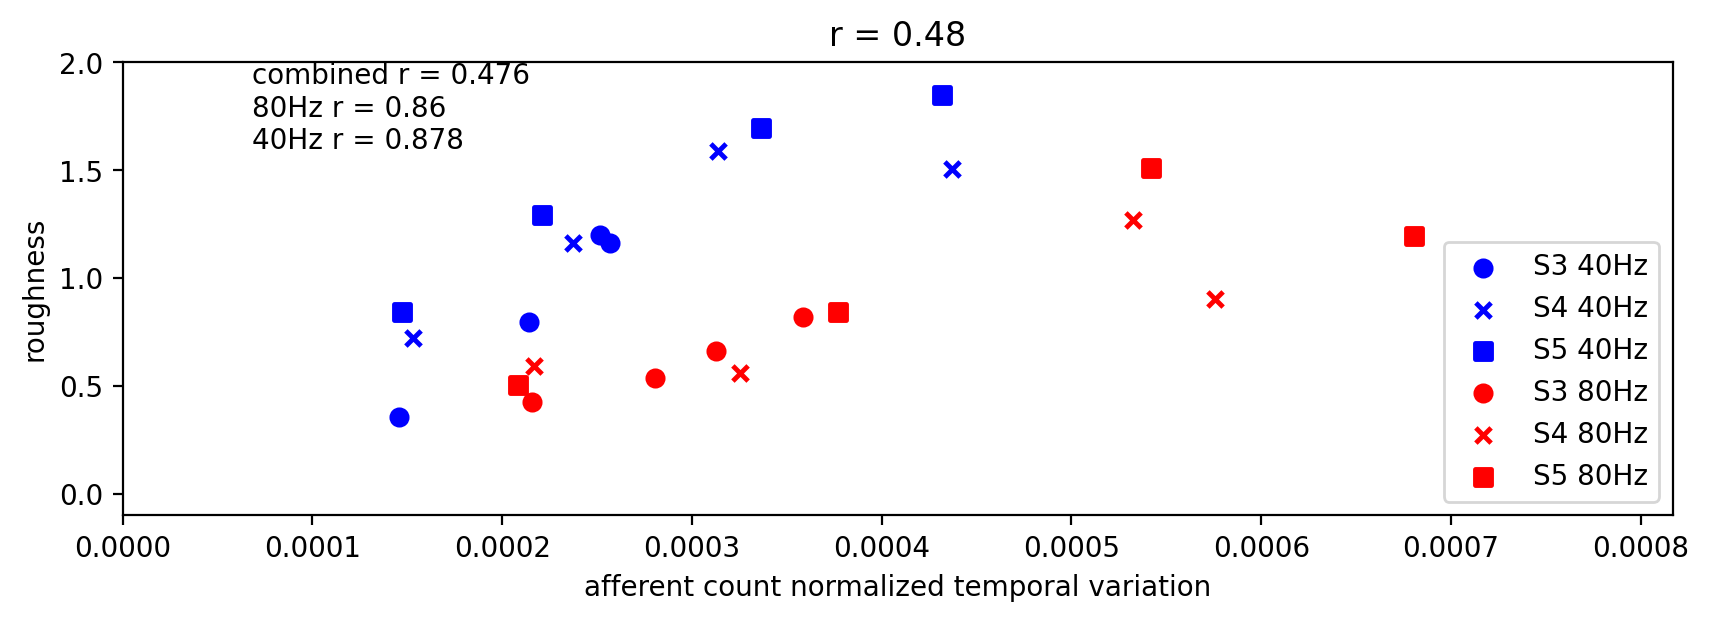 r = 0.48
combined r = 0.476
80Hz r = 0.86
40Hz r = 0.878
2.0
1.5
1.0
0.5
0.0
roughness
S3 40Hz
S4 40Hz
S5 40Hz
S3 80Hz
S4 80Hz
S5 80Hz
0.0000 0.0001 0.0002 0.0003 0.0004 0.0005 0.0006 0.0007 0.0008
afferent count normalized temporal variation